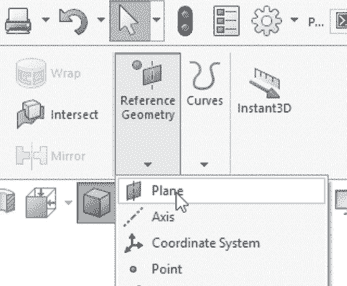 P...
Wrap
Intersect
Mirror
Reference
Geometry
Curves
Instant3D
Plane
Axis
Coordinate System
Point